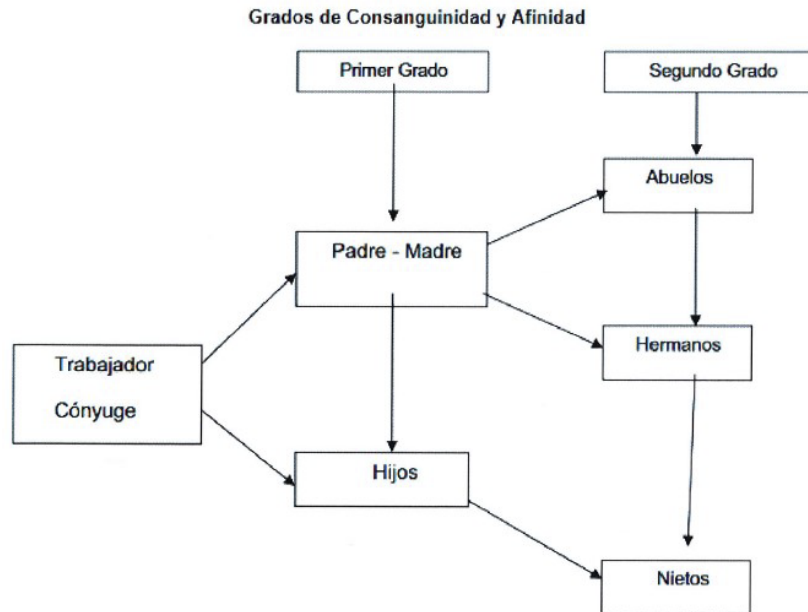 Grados de Consanguinidad y Afinidad
Primer Grado
Segundo Grado
Abuelos
Padre - Madre
Hermanos
Trabajador
Cónyuge
Hijos
Nietos